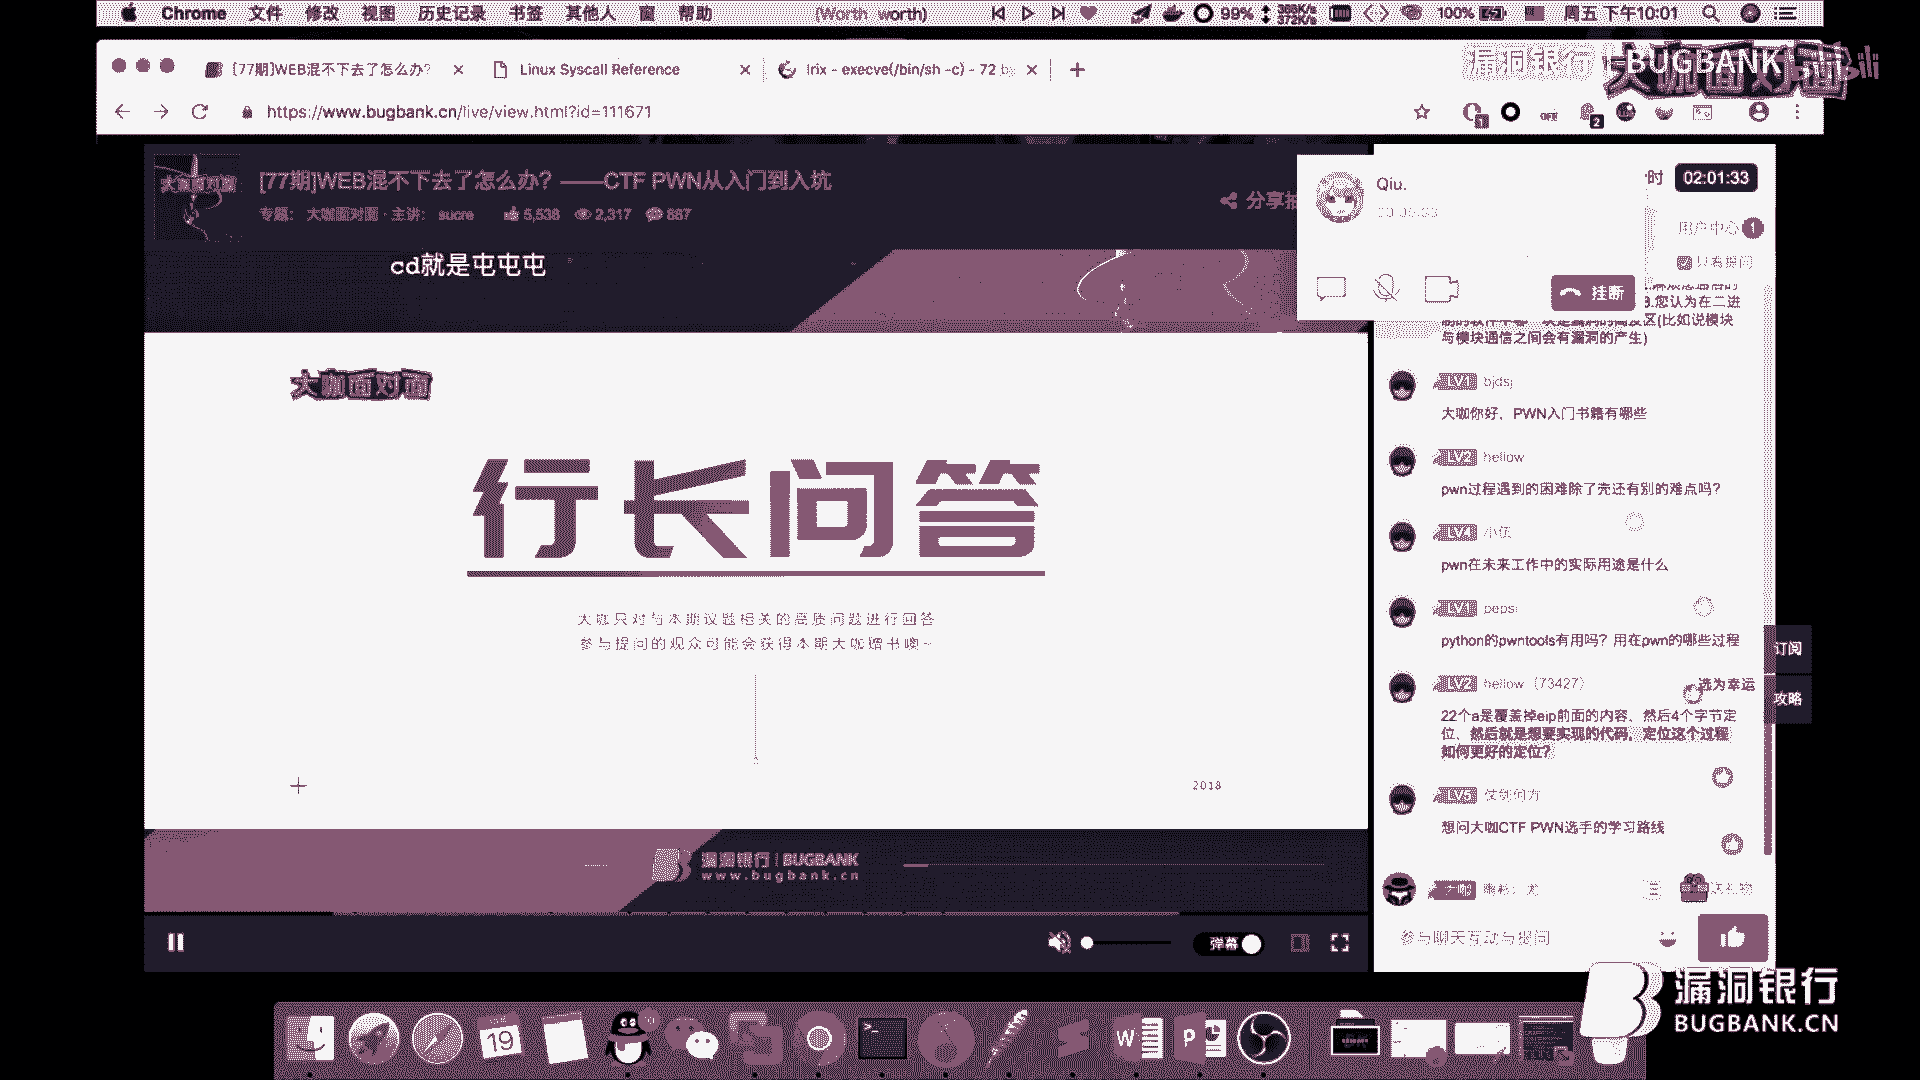 Chrome 文件 修改 视图 历史记录 书签 其他人 窗 帮助 (Worth worth) 99% 100% 周五 下午10:01
[77期]WEB混不下去了怎么办?
Linux Syscall Reference
Irix - execve(/bin/sh -c) - 72 by
漏洞银行 BUGBANK
大咖面对面
https://www.bugbank.cn/live/view.html?id=111671
[77期]WEB混不下去了怎么办？——CTF PWN从入门到入坑
专题： 大咖面对面 · 主讲： sucre 5,538 2,317 887
分享
cd就是屯屯屯
Qiu.
挂断
时 02:01:33
用户中心 1
只看提问
3.您认为在二进
区(比如说模块
与模块通信之间会有漏洞的产生)
大咖面对面
行长问答
大咖只对与本期议题相关的高质问题进行回答
参与提问的观众可能会获得本期大咖赠书噢~
2018
漏洞银行 | BUGBANK
www.bugbank.cn
弹幕
LV1 bjdsj
大咖你好、PWN入门书籍有哪些
LV2 hellow
pwn过程遇到的困难除了壳还有别的难点吗？
LV4 小伍
pwn在未来工作中的实际用途是什么
LV1 pepsi
python的pwntools有用吗？用在pwn的哪些过程
LV2 hellow（73427） 选为幸运
22个a是覆盖掉eip前面的内容、然后4个字节定
位、然后就是想要实现的代码，定位这个过程
如何更好的定位？
LV5 仗剑何方
想问大咖CTF PWN选手的学习路线
订阅
攻略
大咖
送礼物
参与聊天互动与提问
19
漏洞银行
BUGBANK.CN